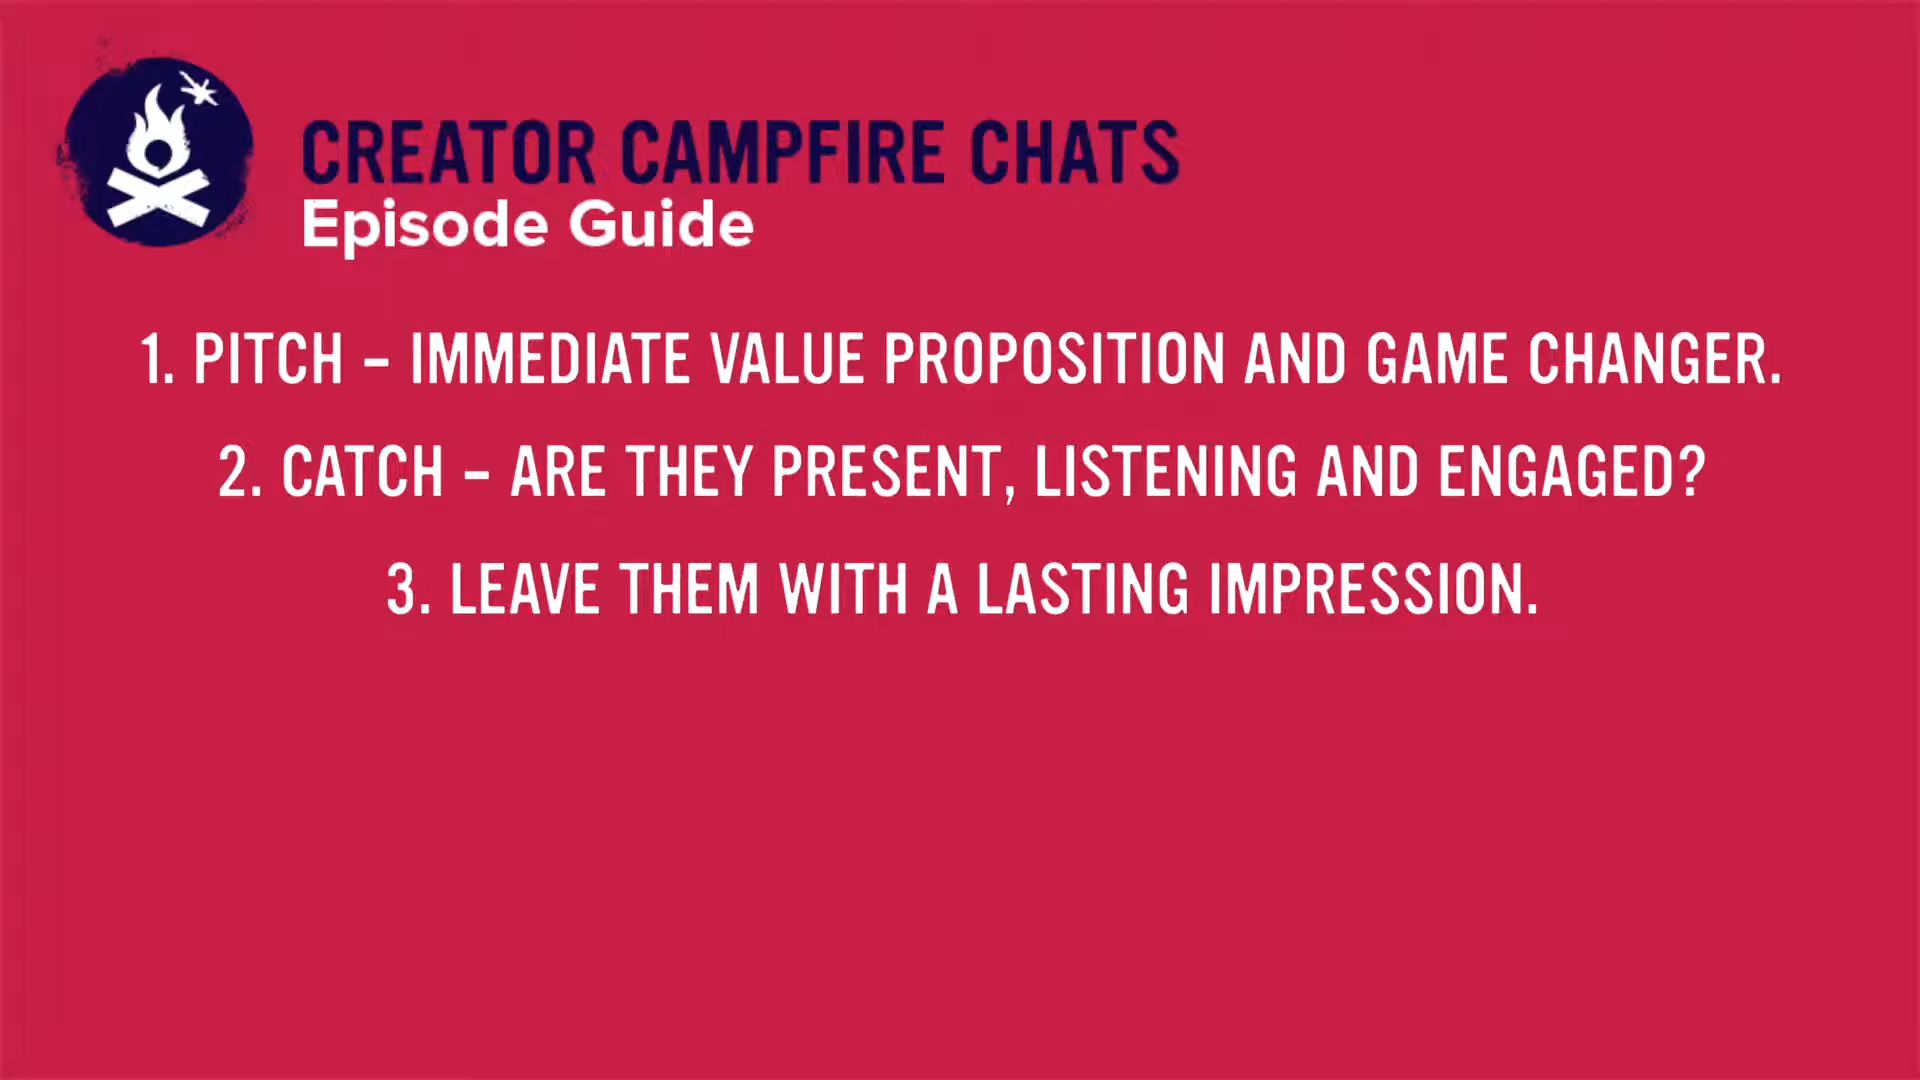 CREATOR CAMPFIRE CHATS
Episode Guide
1. PITCH – IMMEDIATE VALUE PROPOSITION AND GAME CHANGER.
2. CATCH – ARE THEY PRESENT, LISTENING AND ENGAGED?
3. LEAVE THEM WITH A LASTING IMPRESSION.